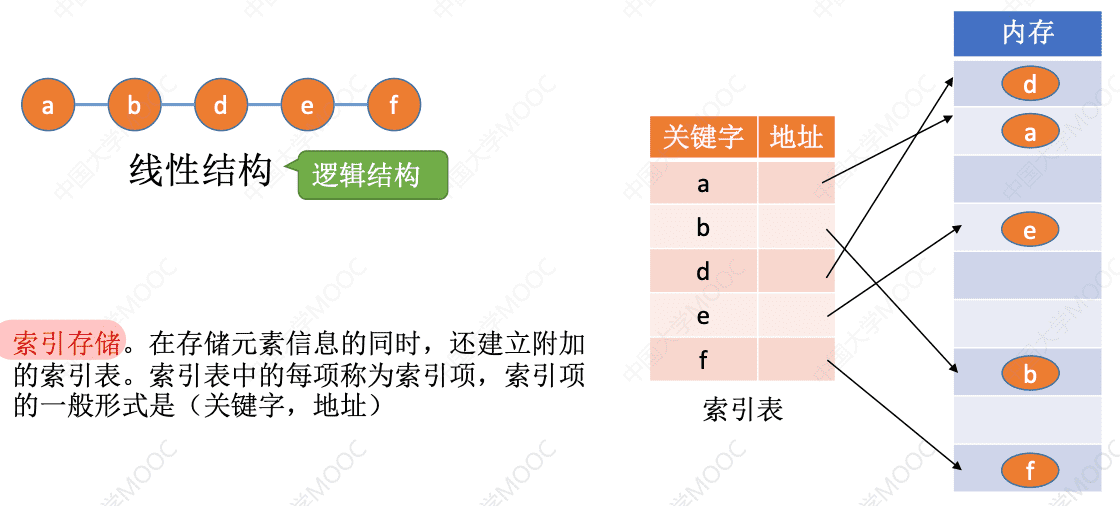 a b d e f
线性结构
逻辑结构
索引存储。在存储元素信息的同时，还建立附加
的索引表。索引表中的每项称为索引项，索引项
的一般形式是（关键字，地址）
关键字 地址
a
b
d
e
f
索引表
内存
d
a
e
b
f
中国大学MOOC